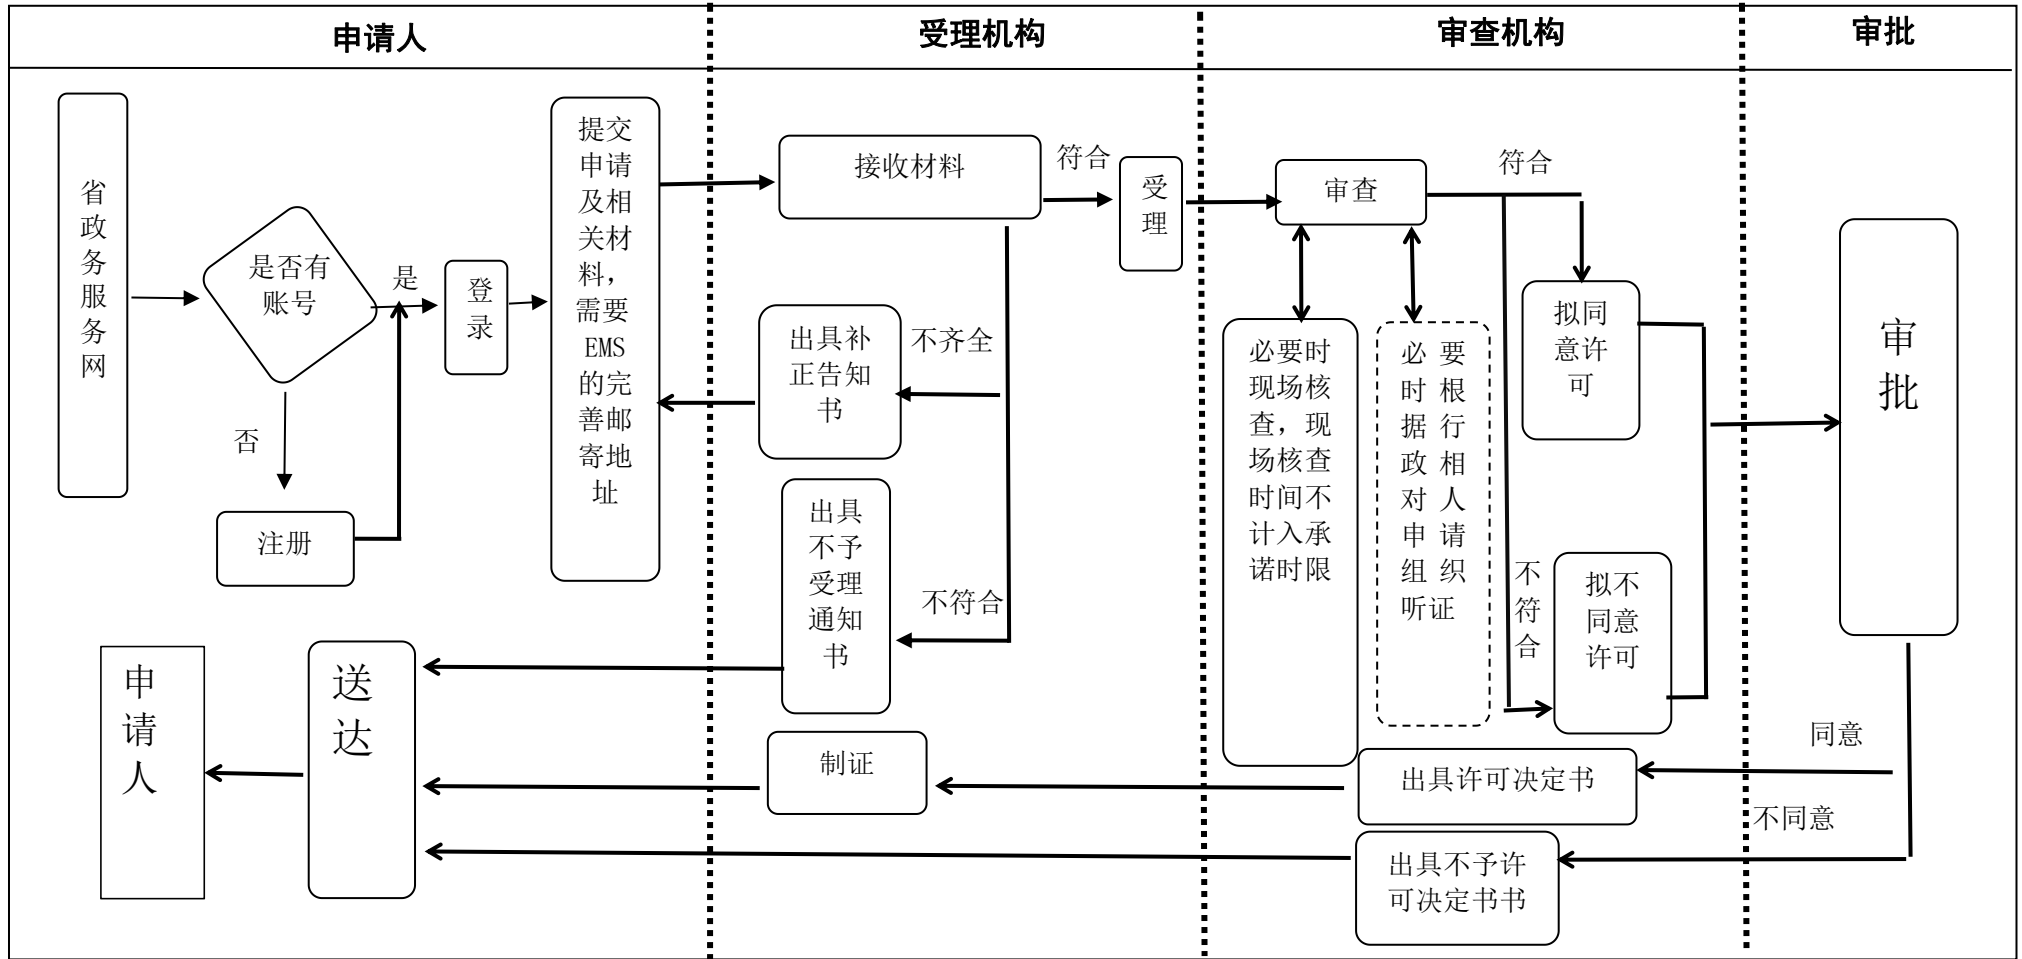 申请人
受理机构
审查机构
审批
省
政
务
服
务
网
是否有
账号
是
否
注册
登
录
提交
申请
及相
关材
料，
需要
EMS
的完
善邮
寄地
址
接收材料
符合
受
理
出具补
正告知
书
不齐全
出具
不予
受理
通知
书
不符合
审查
符合
必要时
现场核
查，现
场核查
时间不
计入承
诺时限
必 要
时 根
据 行
政 相
对 人
申 请
组 织
听证
拟同
意许
可
不
符
合
拟不
同意
许可
审
批
同意
不同意
出具许可决定书
出具不予许
可决定书书
制证
送
达
申
请
人